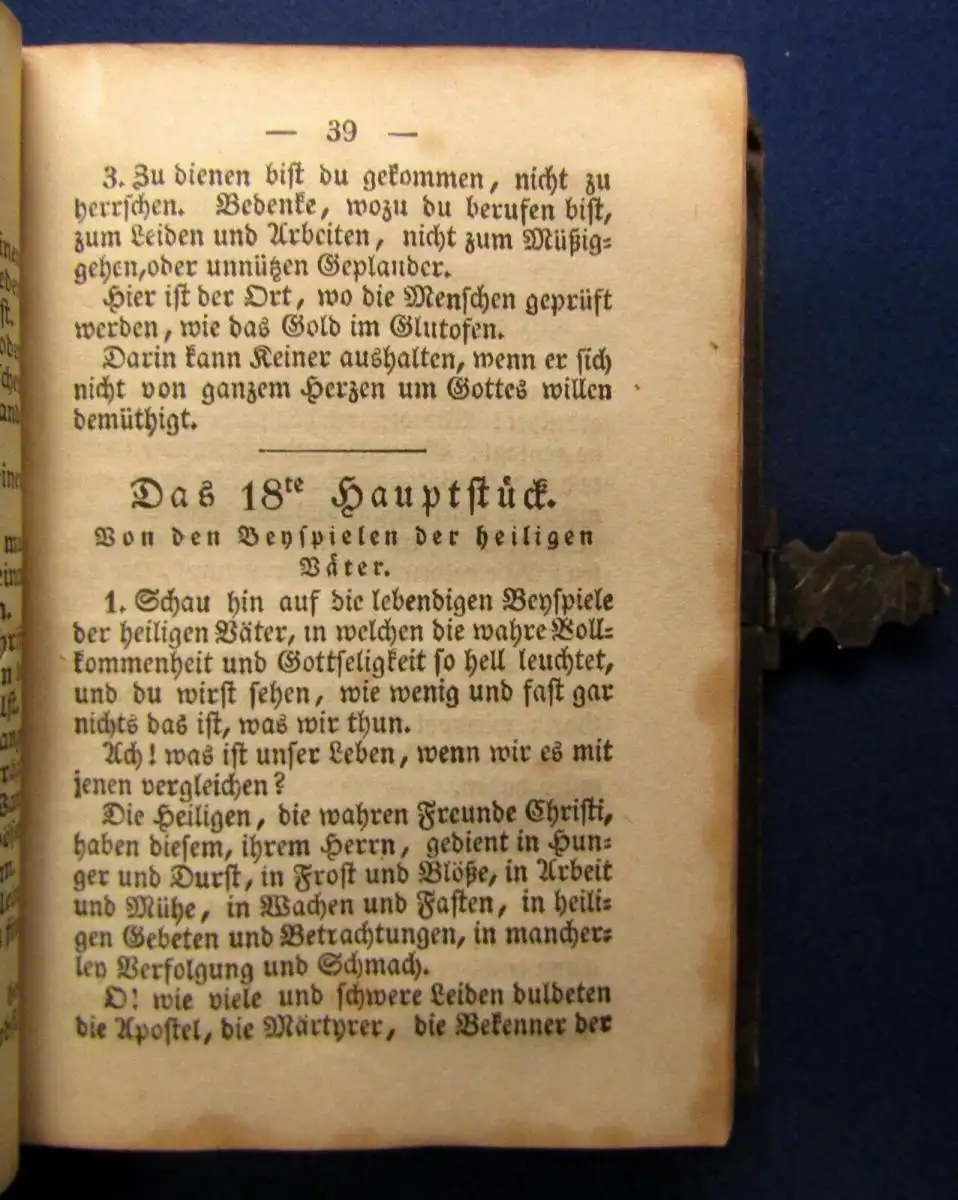 — 39 —
3. Zu dienen bist du gekommen, nicht zu
herrschen. Bedenke, wozu du berufen bist,
zum Leiden und Arbeiten, nicht zum Müßig=
gehen, oder unnützen Geplauder.
Hier ist der Ort, wo die Menschen geprüft
werden, wie das Gold im Glutofen.
Darin kann Keiner aushalten, wenn er sich
nicht von ganzem Herzen um Gottes willen
demüthigt.
Das 18te Hauptstück.
Von den Beyspielen der heiligen
Väter.
1. Schau hin auf die lebendigen Beyspiele
der heiligen Väter, in welchen die wahre Voll=
kommenheit und Gottseligkeit so hell leuchtet,
und du wirst sehen, wie wenig und fast gar
nichts das ist, was wir thun.
Ach! was ist unser Leben, wenn wir es mit
jenen vergleichen?
Die Heiligen, die wahren Freunde Christi,
haben diesem, ihrem Herrn, gedient in Hun=
ger und Durst, in Frost und Blöße, in Arbeit
und Mühe, in Wachen und Fasten, in heili=
gen Gebeten und Betrachtungen, in mancher=
ley Verfolgung und Schmach.
O! wie viele und schwere Leiden duldeten
die Apostel, die Märtyrer, die Bekenner der